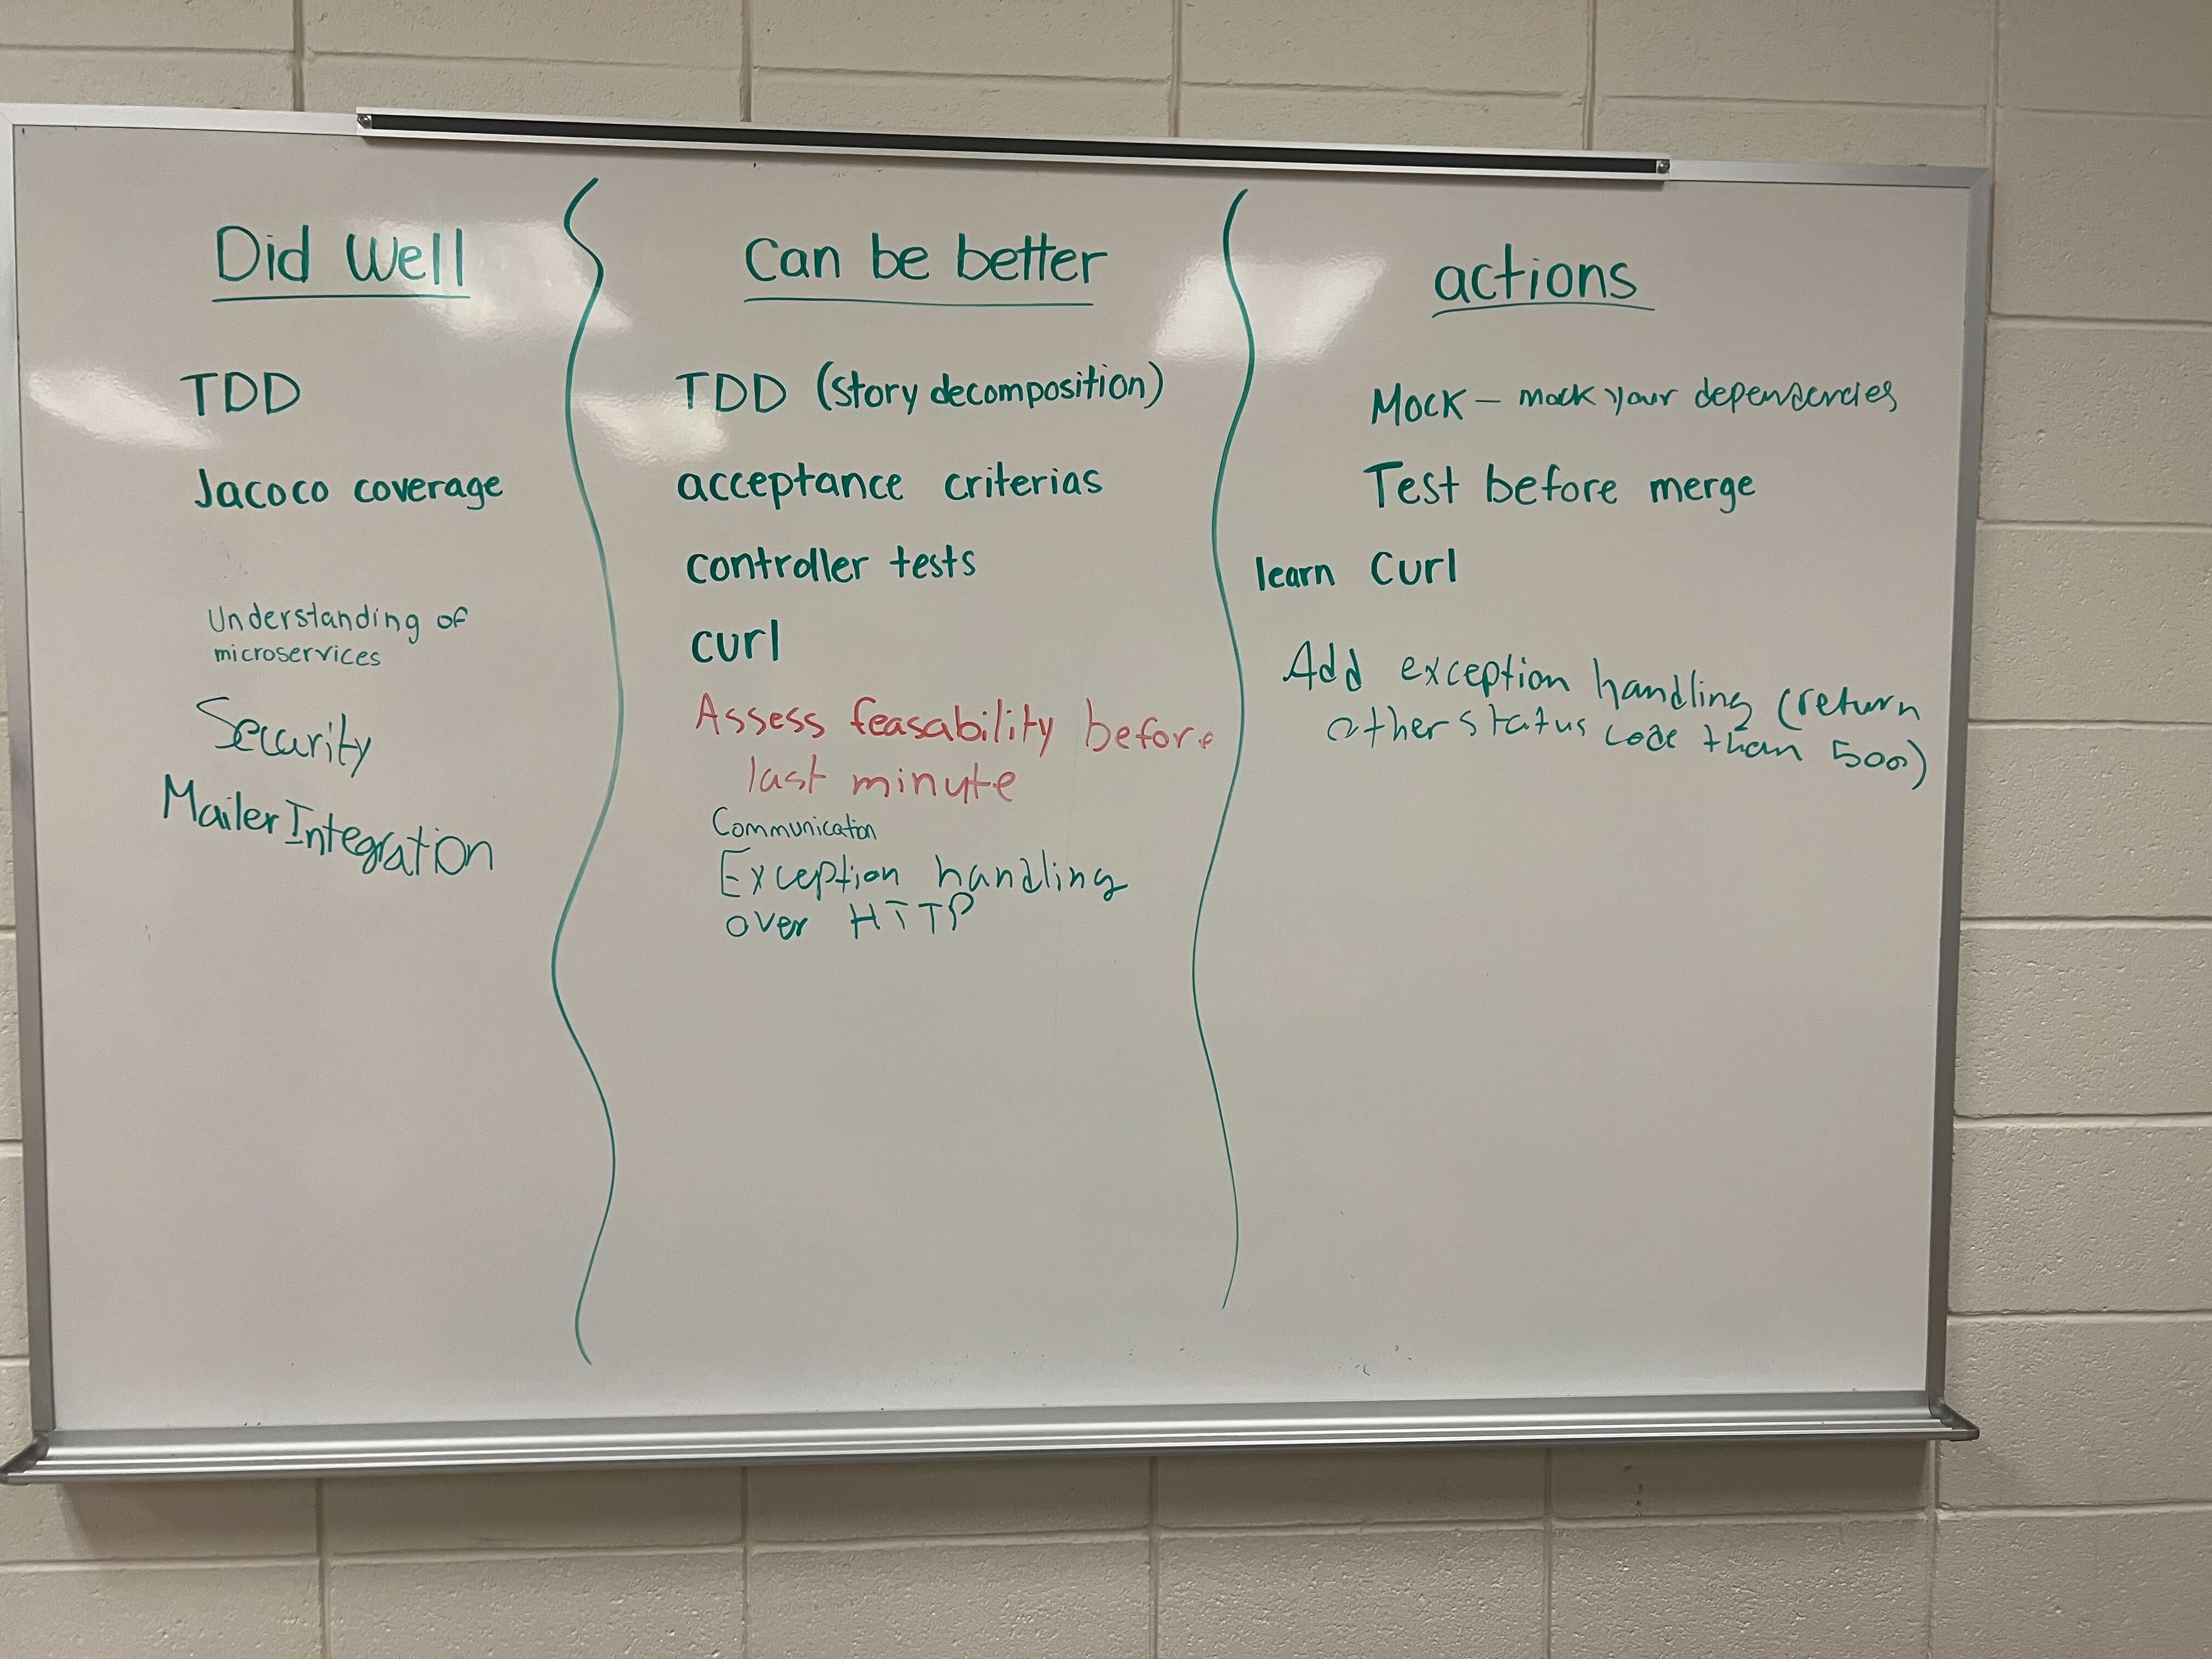 Did Well
TDD
Jacoco coverage
Understanding of
microservices
Security
Mailer Integration
Can be better
TDD (story decomposition)
acceptance criterias
controller tests
curl
Assess feasability before
last minute
Communication
Exception handling
over HTTP
actions
Mock – mock your dependencies
Test before merge
learn Curl
Add exception handling (return
other status code than 500)